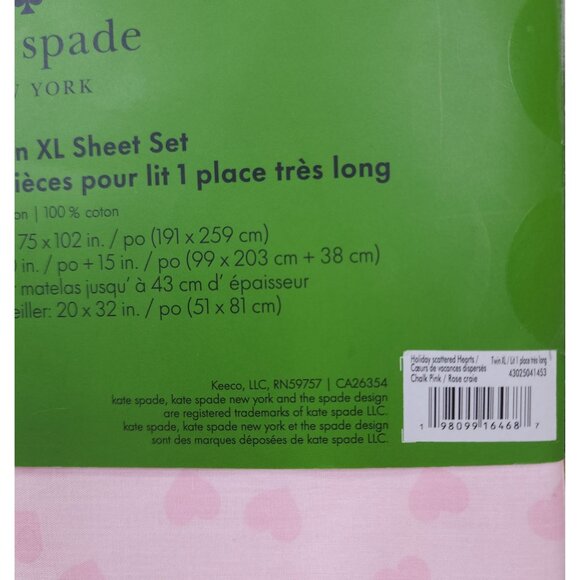 spade
YORK
XL Sheet Set
pour lit 1 place très long
| 100 % coton
75 x 102 in. / po (191 x 259 cm)
in. / po + 15 in. / po (99 x 203 cm + 38 cm)
matelas jusqu' à 43 cm d' épaisseur
20 x 32 in. / po (51 x 81 cm)
Keeco, LLC, RN59757 | CA26354
kate spade, kate spade new york and the spade design
are registered trademarks of kate spade LLC.
kate spade, kate spade new york et the spade design
sont des marques déposées de kate spade LLC.
Holiday scattered Hearts /
Cœurs de vacances dispersés
Chalk Pink / Rose craie
Twin XL / Lit 1 place très long
43025041453
1 98099 16468 7